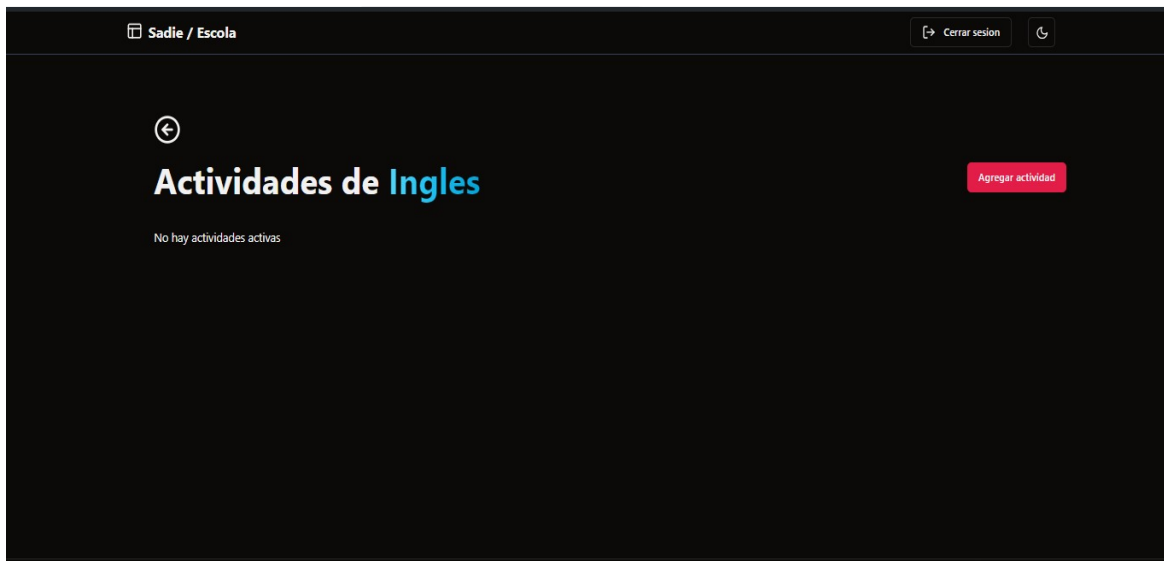 Sadie / Escola
Cerrar sesion
Actividades de Ingles
Agregar actividad
No hay actividades activas